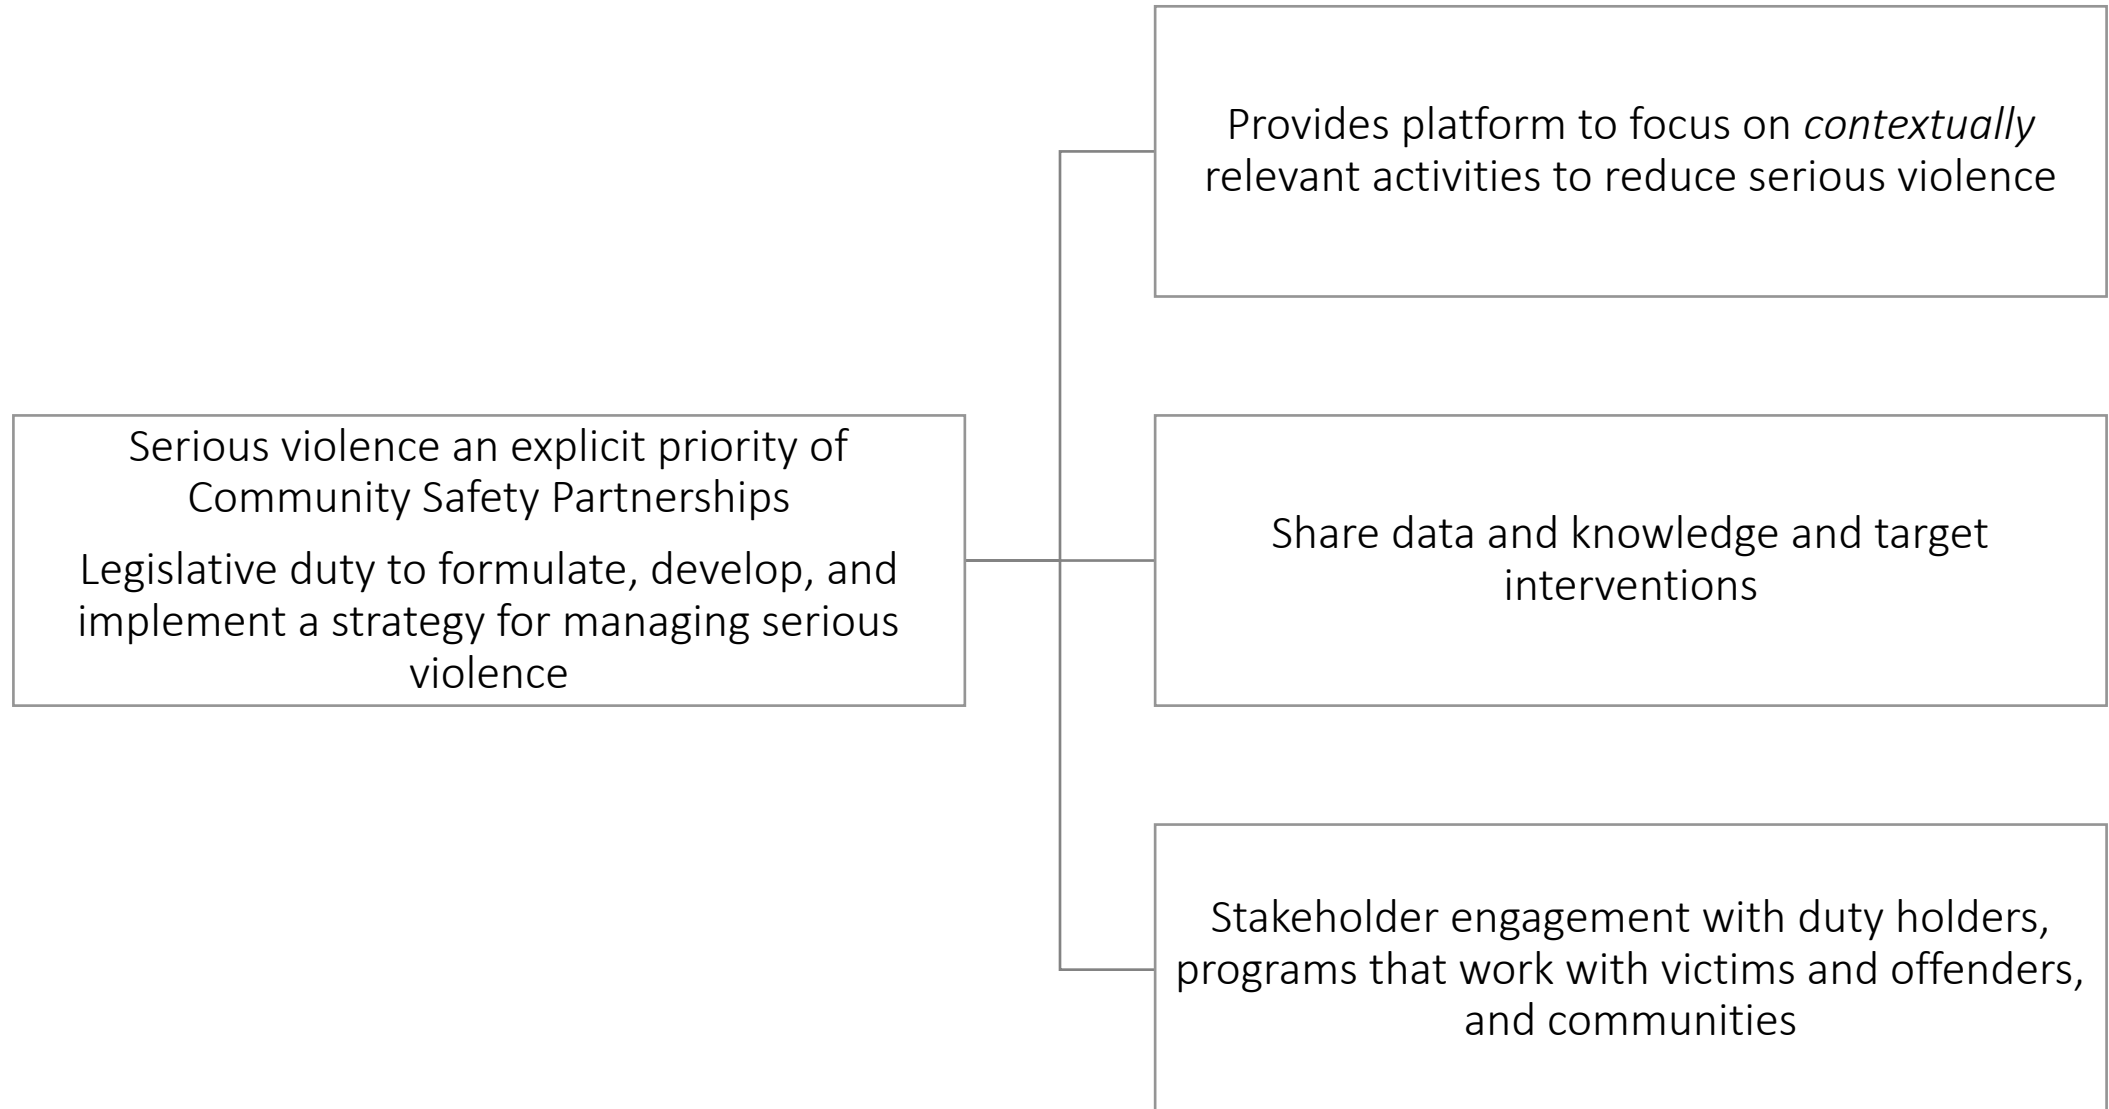 Provides platform to focus on contextually
relevant activities to reduce serious violence
Serious violence an explicit priority of
Community Safety Partnerships
Legislative duty to formulate, develop, and
implement a strategy for managing serious
violence
Share data and knowledge and target
interventions
Stakeholder engagement with duty holders,
programs that work with victims and offenders,
and communities